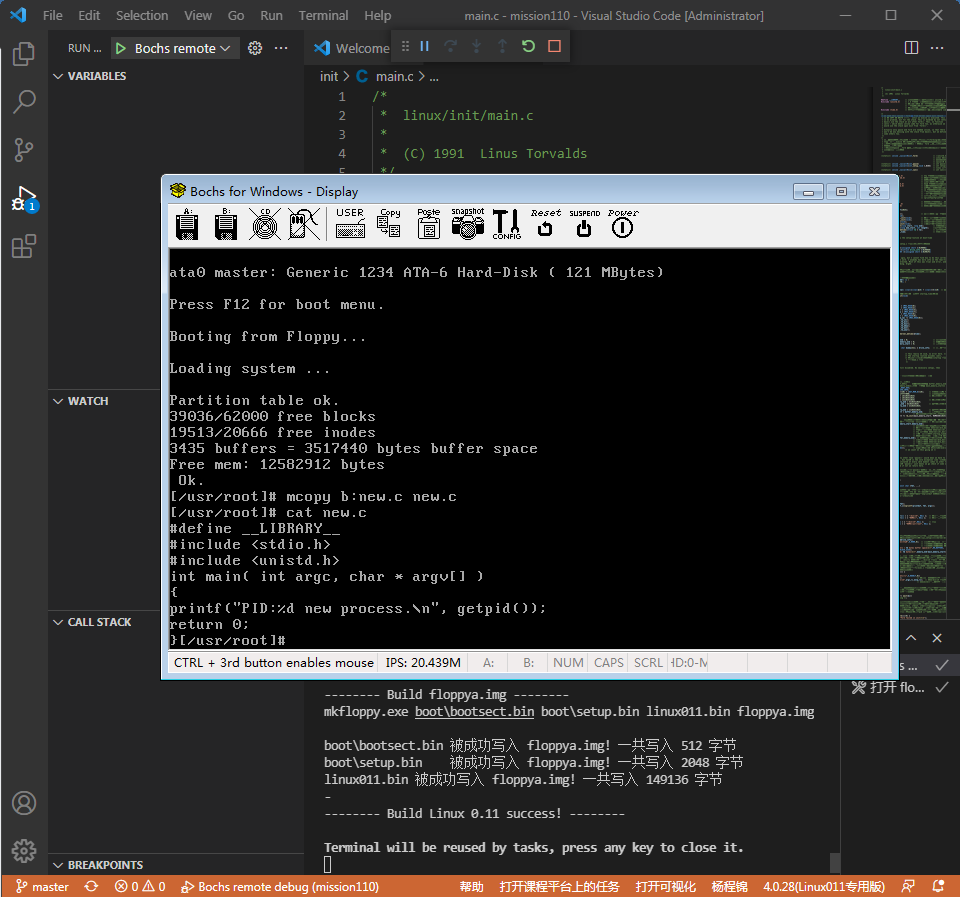 File Edit Selection View Go Run Terminal Help main.c - mission110 - Visual Studio Code [Administrator]
RUN ... Bochs remote ... Welcome
VARIABLES
init > C main.c > ...
1 /*
2 * linux/init/main.c
3 *
4 * (C) 1991 Linus Torvalds
5 */
Bochs for Windows - Display
A: B: CD USER Copy Paste snapshot CONFIG Reset SUSPEND Power
ata0 master: Generic 1234 ATA-6 Hard-Disk ( 121 MBytes)
Press F12 for boot menu.
Booting from Floppy...
Loading system ...
Partition table ok.
39036/62000 free blocks
19513/20666 free inodes
3435 buffers = 3517440 bytes buffer space
Free mem: 12582912 bytes
Ok.
[/usr/root]# mcopy b:new.c new.c
[/usr/root]# cat new.c
#define __LIBRARY__
#include <stdio.h>
#include <unistd.h>
int main( int argc, char * argv[] )
{
printf("PID:%d new process.\n", getpid());
return 0;
}[/usr/root]#
CTRL + 3rd button enables mouse IPS: 20.439M A: B: NUM CAPS SCRL HD:0-M
WATCH
CALL STACK
s ...
打开 flo...
-------- Build floppya.img --------
mkfloppy.exe boot\bootsect.bin boot\setup.bin linux011.bin floppya.img
boot\bootsect.bin 被成功写入 floppya.img! 一共写入 512 字节
boot\setup.bin 被成功写入 floppya.img! 一共写入 2048 字节
linux011.bin 被成功写入 floppya.img! 一共写入 149136 字节
-
-------- Build Linux 0.11 success! --------
Terminal will be reused by tasks, press any key to close it.
BREAKPOINTS
1
master 0 0 Bochs remote debug (mission110) 帮助 打开课程平台上的任务 打开可视化 杨程锦 4.0.28(Linux011专用版)